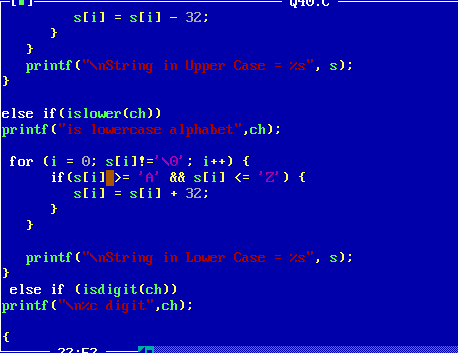 [■] Q40.C
s[i] = s[i] - 32;
}
}
printf("\nString in Upper Case = %s", s);
}
else if(islower(ch))
printf("is lowercase alphabet",ch);
for (i = 0; s[i]!='\0'; i++) {
if(s[i] >= 'A' && s[i] <= 'Z') {
s[i] = s[i] + 32;
}
}
printf("\nString in Lower Case = %s", s);
}
else if (isdigit(ch))
printf("\n%c digit",ch);
{
22:52